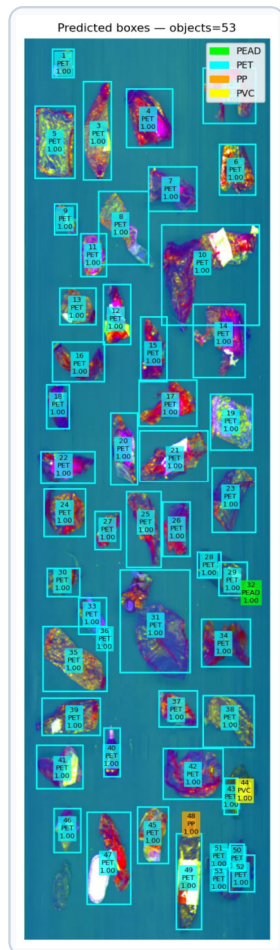 Predicted boxes — objects=53
PEAD
PET
PP
PVC
1
PET
1.00
3
PET
1.00
4
PET
1.00
5
PET
1.00
6
PET
1.00
7
PET
1.00
8
PET
1.00
9
PET
1.00
10
PET
1.00
11
PET
1.00
12
PET
1.00
13
PET
1.00
14
PET
1.00
15
PET
1.00
16
PET
1.00
17
PET
1.00
18
PET
1.00
19
PET
1.00
20
PET
1.00
21
PET
1.00
22
PET
1.00
23
PET
1.00
24
PET
1.00
25
PET
1.00
26
PET
1.00
27
PET
1.00
28
PET
1.00
29
PET
1.00
30
PET
1.00
31
PET
1.00
32
PEAD
1.00
33
PET
1.00
34
PET
1.00
35
PET
1.00
36
PET
1.00
37
PET
1.00
38
PET
1.00
39
PET
1.00
40
PET
1.00
41
PET
1.00
42
PET
1.00
43
PET
1.00
44
PVC
1.00
45
PET
1.00
46
PET
1.00
47
PET
1.00
48
PP
1.00
49
PET
1.00
50
PET
51
PET
1.00
52
PET
1.00
53
PET
1.00